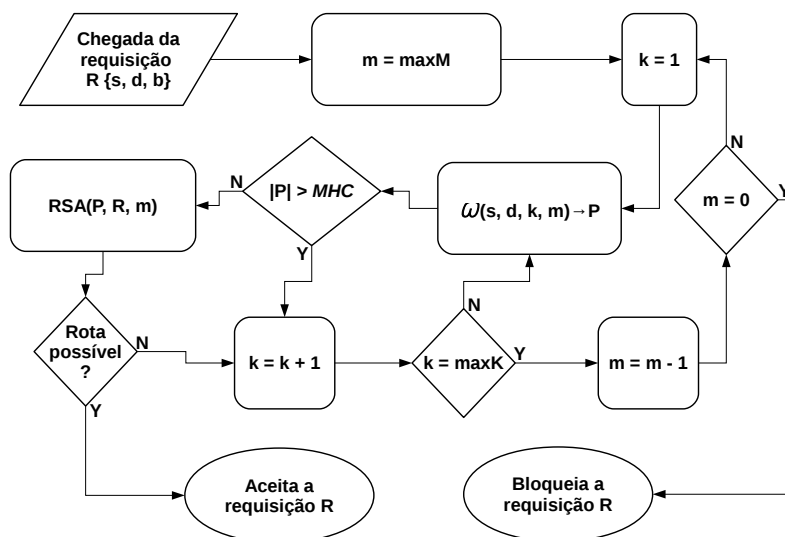 Chegada da
requisição
R {s, d, b}
m = maxM
k = 1
N
Y
m = 0
|P| > MHC
N
Y
ω(s, d, k, m)→P
RSA(P, R, m)
Rota
possível
?
N
Y
k = k + 1
k = maxK
N
Y
m = m - 1
Aceita a
requisição R
Bloqueia a
requisição R